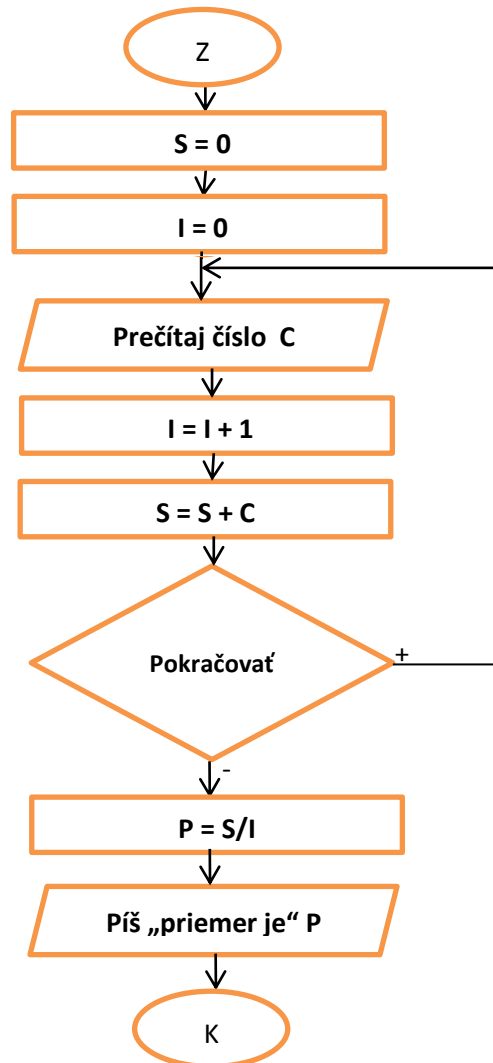 Z
S = 0
I = 0
Prečítaj číslo C
I = I + 1
S = S + C
Pokračovať
+
-
P = S/I
Píš „priemer je“ P
K